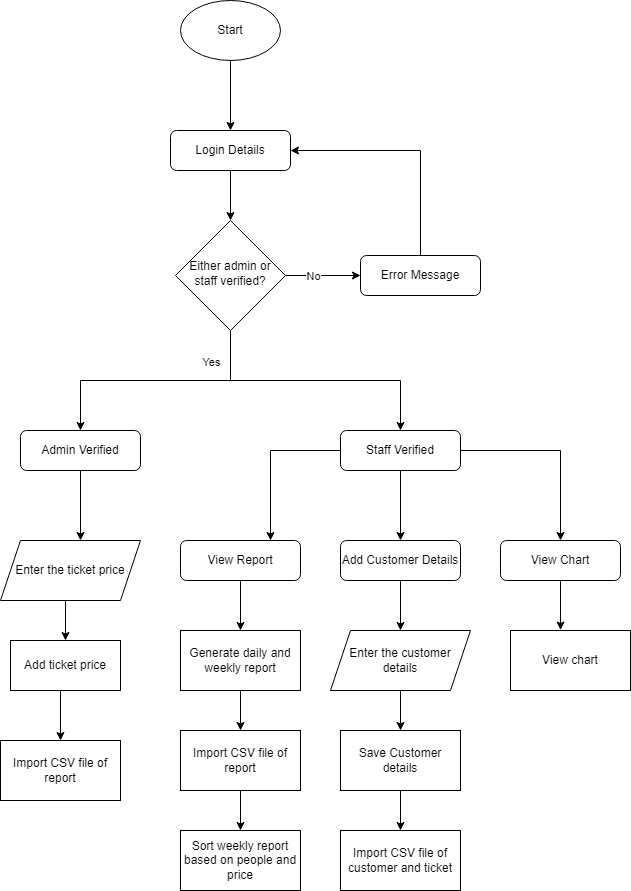 Start
Login Details
Either admin or
staff verified?
No
Error Message
Yes
Admin Verified
Staff Verified
Enter the ticket price
View Report
Add Customer Details
View Chart
Add ticket price
Generate daily and
weekly report
Enter the customer
details
View chart
Import CSV file of
report
Import CSV file of
report
Save Customer
details
Sort weekly report
based on people and
price
Import CSV file of
customer and ticket